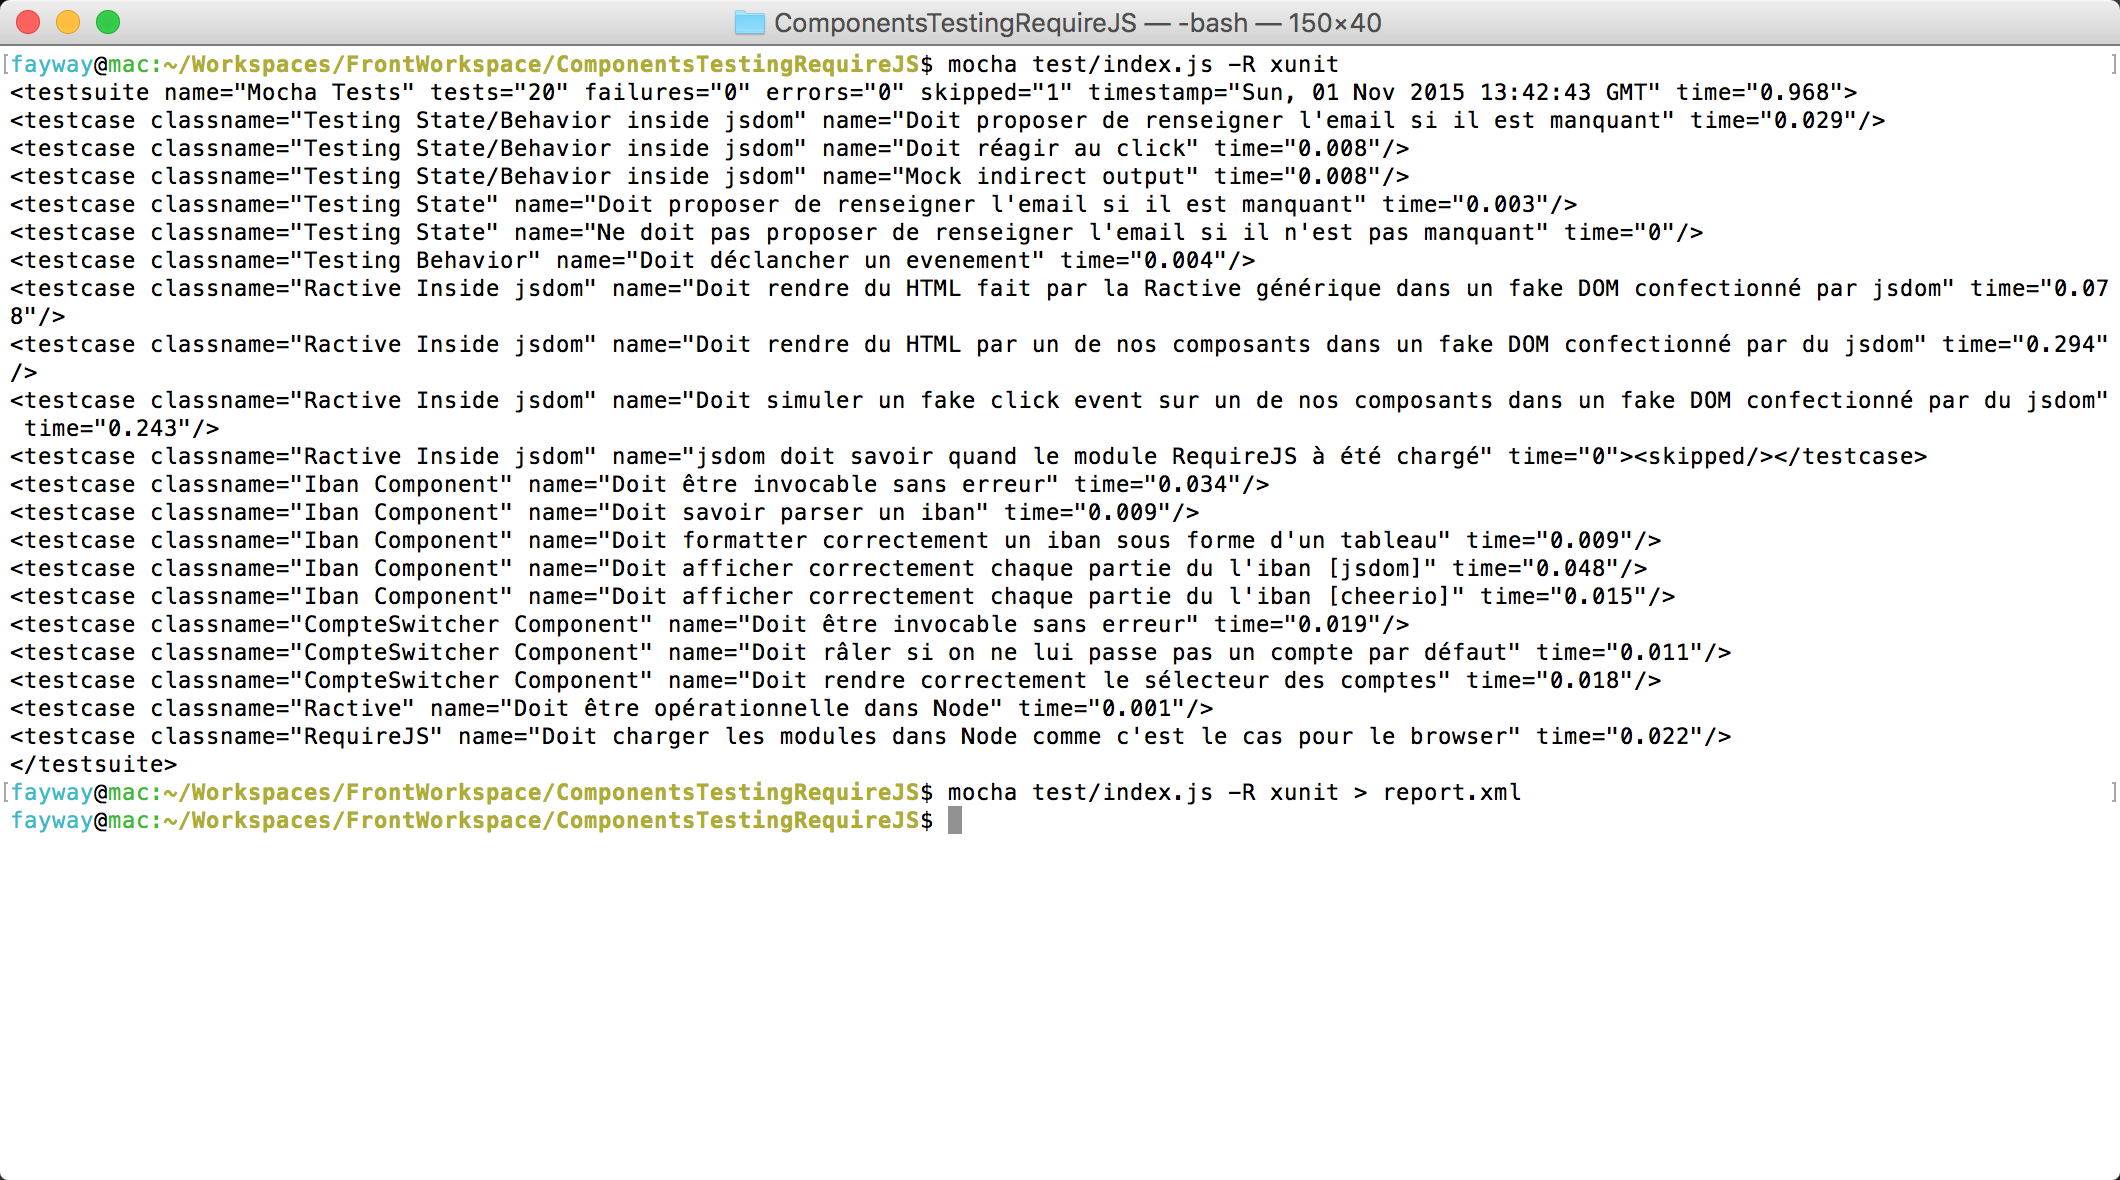 ComponentsTestingRequireJS — -bash — 150×40
[fayway@mac:~/Workspaces/FrontWorkspace/ComponentsTestingRequireJS$ mocha test/index.js -R xunit ]
<testsuite name="Mocha Tests" tests="20" failures="0" errors="0" skipped="1" timestamp="Sun, 01 Nov 2015 13:42:43 GMT" time="0.968">
<testcase classname="Testing State/Behavior inside jsdom" name="Doit proposer de renseigner l'email si il est manquant" time="0.029"/>
<testcase classname="Testing State/Behavior inside jsdom" name="Doit réagir au click" time="0.008"/>
<testcase classname="Testing State/Behavior inside jsdom" name="Mock indirect output" time="0.008"/>
<testcase classname="Testing State" name="Doit proposer de renseigner l'email si il est manquant" time="0.003"/>
<testcase classname="Testing State" name="Ne doit pas proposer de renseigner l'email si il n'est pas manquant" time="0"/>
<testcase classname="Testing Behavior" name="Doit déclancher un evenement" time="0.004"/>
<testcase classname="Ractive Inside jsdom" name="Doit rendre du HTML fait par la Ractive générique dans un fake DOM confectionné par jsdom" time="0.07
8"/>
<testcase classname="Ractive Inside jsdom" name="Doit rendre du HTML par un de nos composants dans un fake DOM confectionné par du jsdom" time="0.294"
/>
<testcase classname="Ractive Inside jsdom" name="Doit simuler un fake click event sur un de nos composants dans un fake DOM confectionné par du jsdom"
 time="0.243"/>
<testcase classname="Ractive Inside jsdom" name="jsdom doit savoir quand le module RequireJS à été chargé" time="0"><skipped/></testcase>
<testcase classname="Iban Component" name="Doit être invocable sans erreur" time="0.034"/>
<testcase classname="Iban Component" name="Doit savoir parser un iban" time="0.009"/>
<testcase classname="Iban Component" name="Doit formatter correctement un iban sous forme d'un tableau" time="0.009"/>
<testcase classname="Iban Component" name="Doit afficher correctement chaque partie du l'iban [jsdom]" time="0.048"/>
<testcase classname="Iban Component" name="Doit afficher correctement chaque partie du l'iban [cheerio]" time="0.015"/>
<testcase classname="CompteSwitcher Component" name="Doit être invocable sans erreur" time="0.019"/>
<testcase classname="CompteSwitcher Component" name="Doit râler si on ne lui passe pas un compte par défaut" time="0.011"/>
<testcase classname="CompteSwitcher Component" name="Doit rendre correctement le sélecteur des comptes" time="0.018"/>
<testcase classname="Ractive" name="Doit être opérationnelle dans Node" time="0.001"/>
<testcase classname="RequireJS" name="Doit charger les modules dans Node comme c'est le cas pour le browser" time="0.022"/>
</testsuite>
[fayway@mac:~/Workspaces/FrontWorkspace/ComponentsTestingRequireJS$ mocha test/index.js -R xunit > report.xml ]
fayway@mac:~/Workspaces/FrontWorkspace/ComponentsTestingRequireJS$